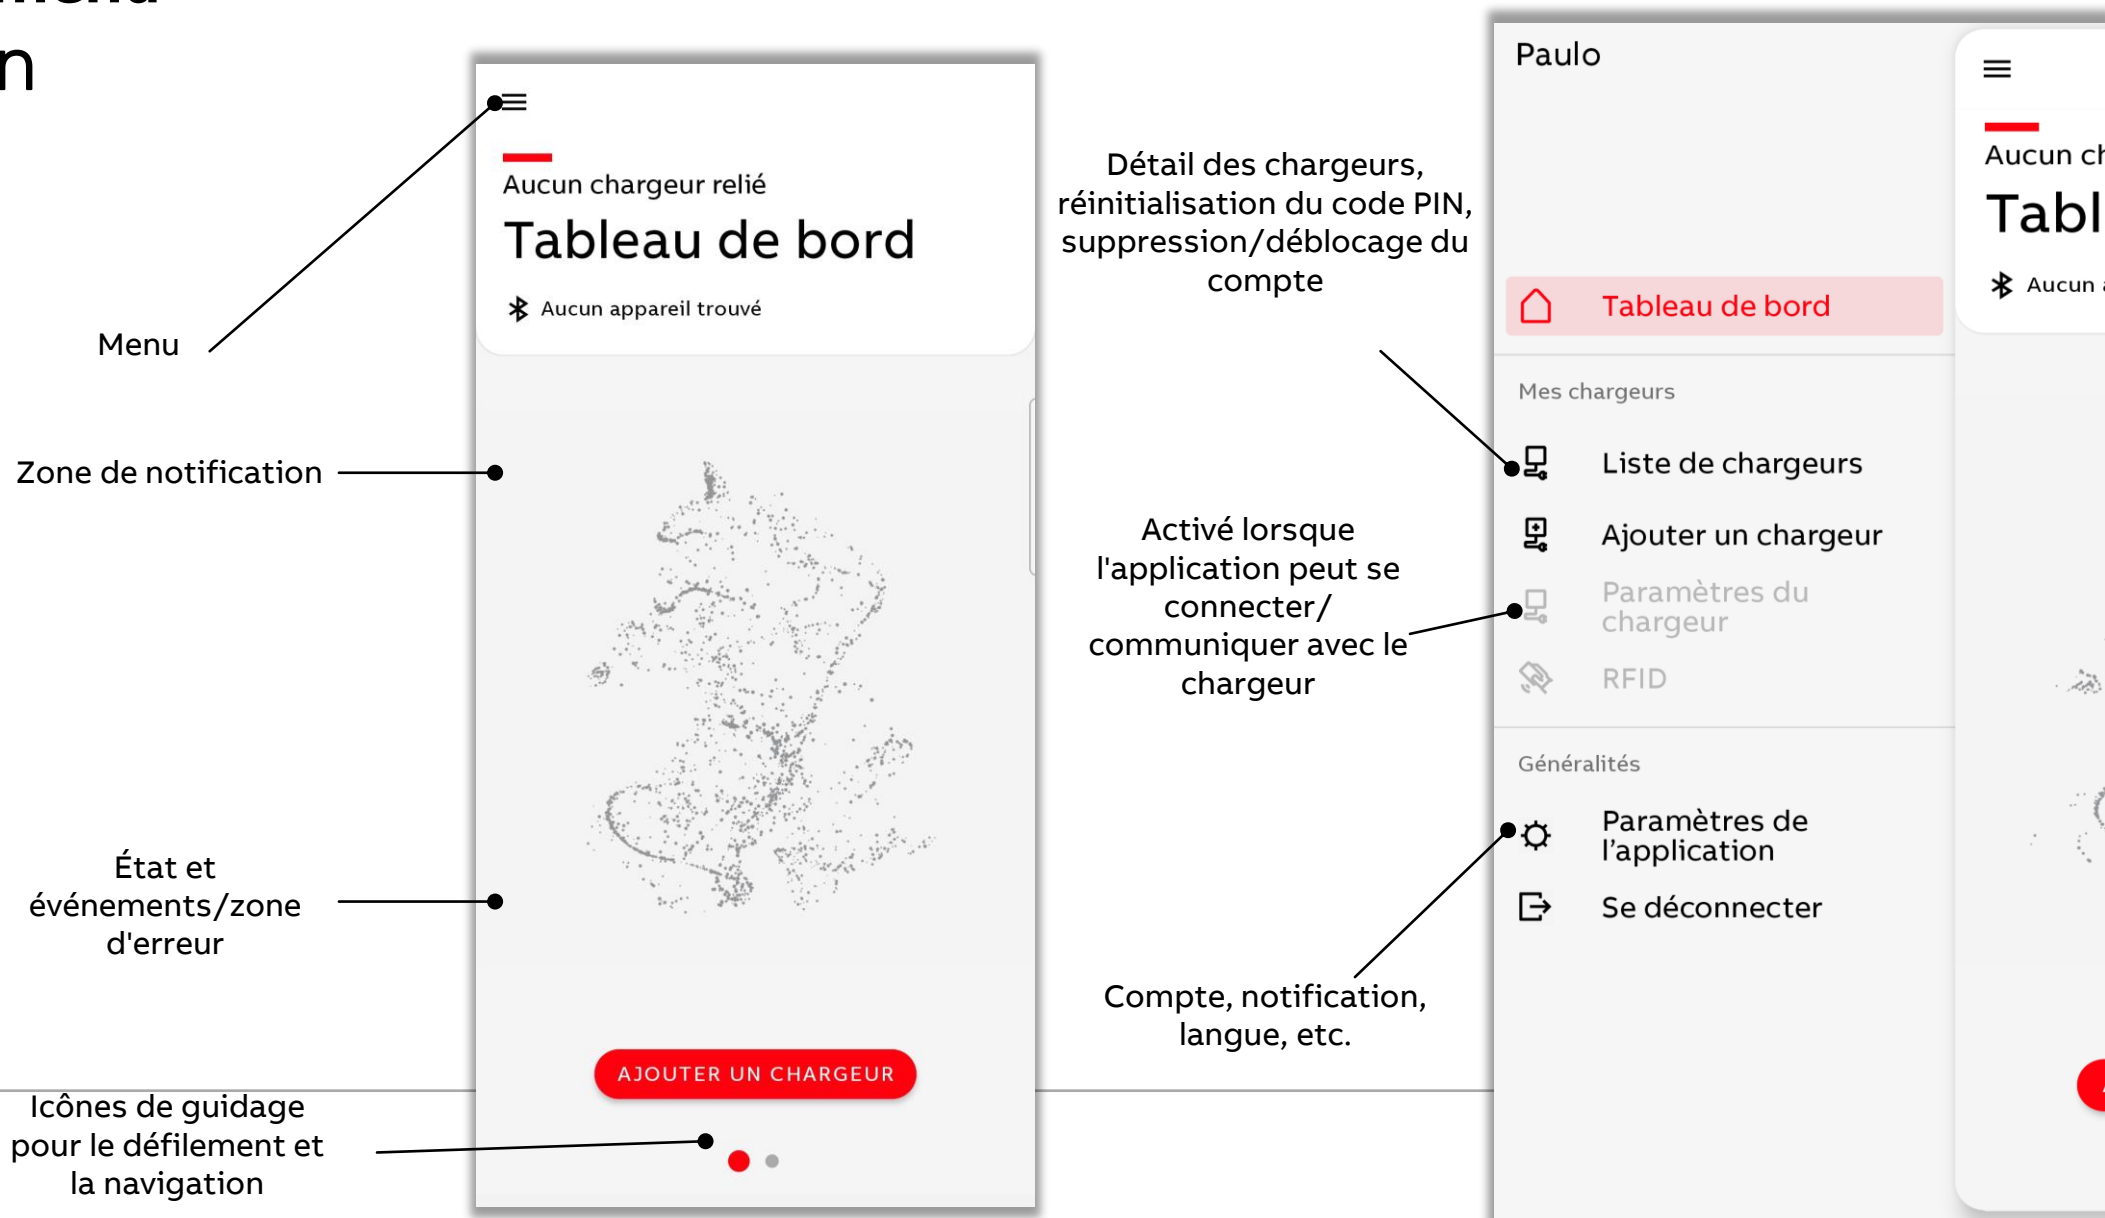 menu
n
Menu
Zone de notification
État et
événements/zone
d'erreur
Icônes de guidage
pour le défilement et
la navigation
Aucun chargeur relié
Tableau de bord
Aucun appareil trouvé
AJOUTER UN CHARGEUR
Détail des chargeurs,
réinitialisation du code PIN,
suppression/déblocage du
compte
Activé lorsque
l'application peut se
connecter/
communiquer avec le
chargeur
Compte, notification,
langue, etc.
Paulo
Tableau de bord
Mes chargeurs
Liste de chargeurs
Ajouter un chargeur
Paramètres du
chargeur
RFID
Généralités
Paramètres de
l’application
Se déconnecter
Aucun ch
Tabl
Aucun a